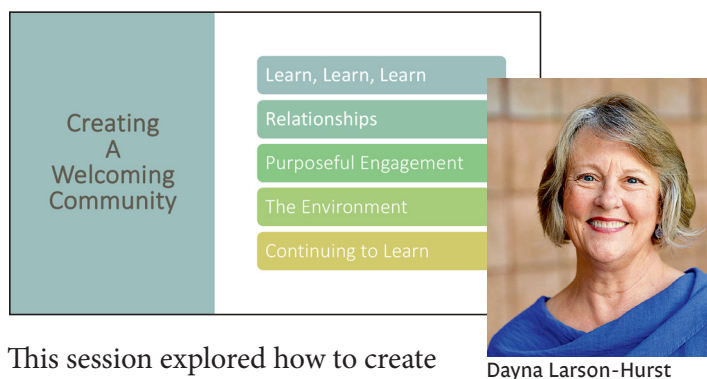 Creating
A
Welcoming
Community
Learn, Learn, Learn
Relationships
Purposeful Engagement
The Environment
Continuing to Learn
This session explored how to create
Dayna Larson-Hurst